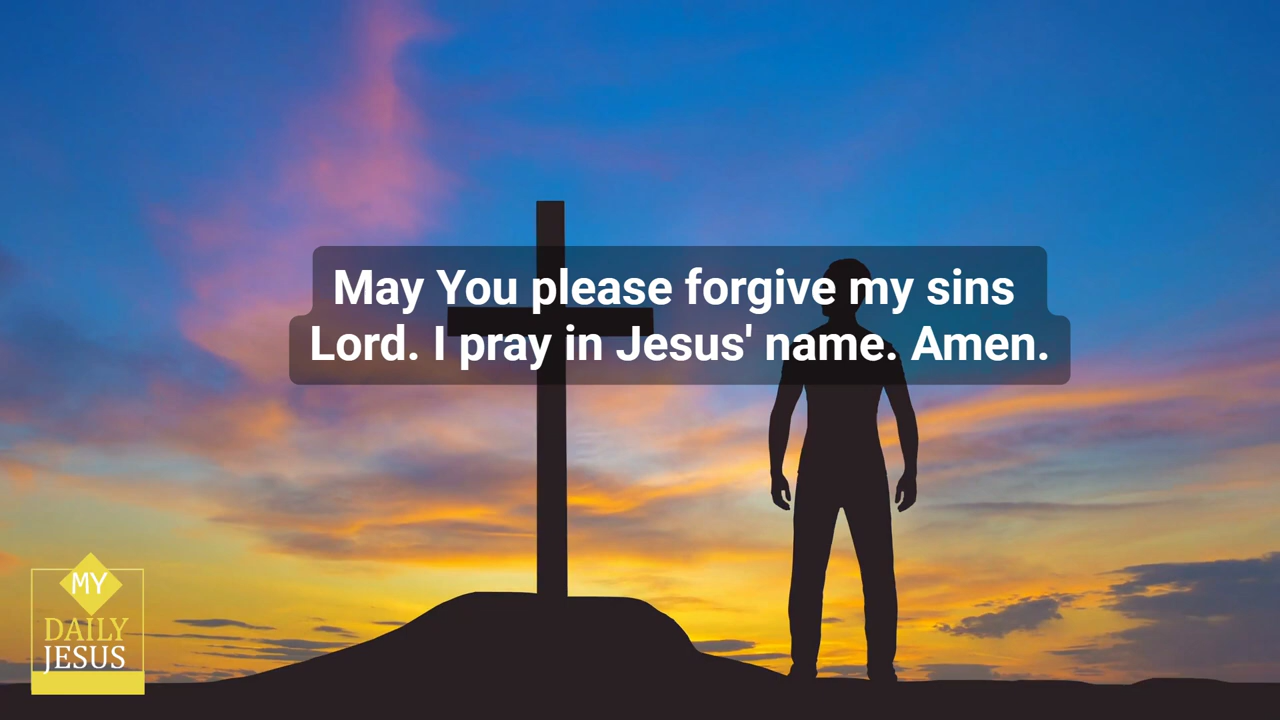 May You please forgive my sins
Lord. I pray in Jesus' name. Amen.
MY
DAILY
JESUS